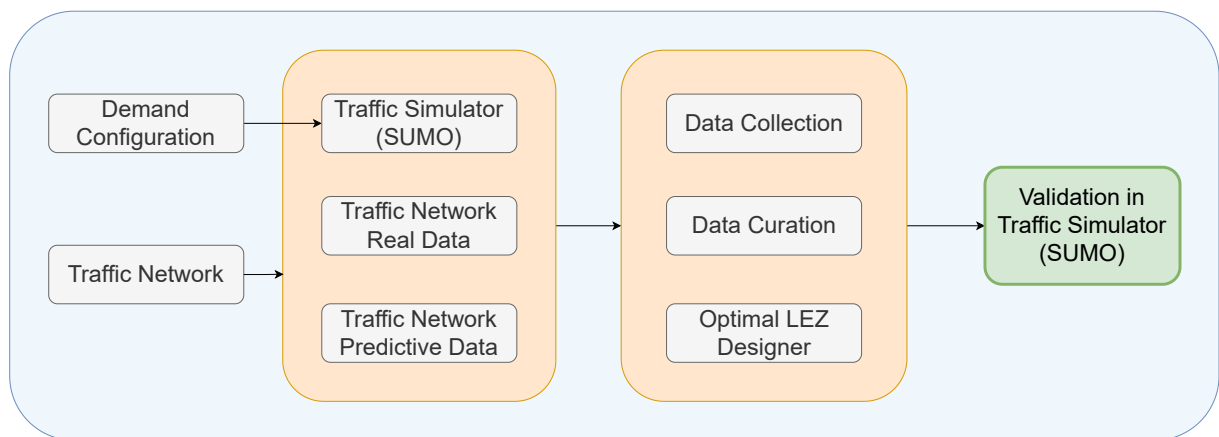 Demand
Configuration
Traffic Network
Traffic Simulator
(SUMO)
Traffic Network
Real Data
Traffic Network
Predictive Data
Data Collection
Data Curation
Optimal LEZ
Designer
Validation in
Traffic Simulator
(SUMO)